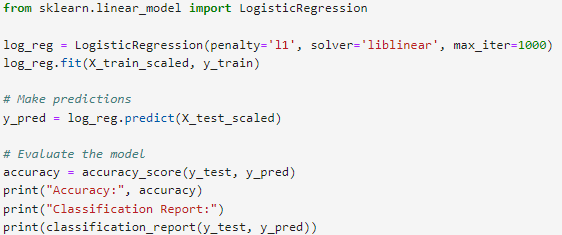 from sklearn.linear_model import LogisticRegression
log_reg = LogisticRegression(penalty='l1', solver='liblinear', max_iter=1000)
log_reg.fit(X_train_scaled, y_train)
# Make predictions
y_pred = log_reg.predict(X_test_scaled)
# Evaluate the model
accuracy = accuracy_score(y_test, y_pred)
print("Accuracy:", accuracy)
print("Classification Report:")
print(classification_report(y_test, y_pred))